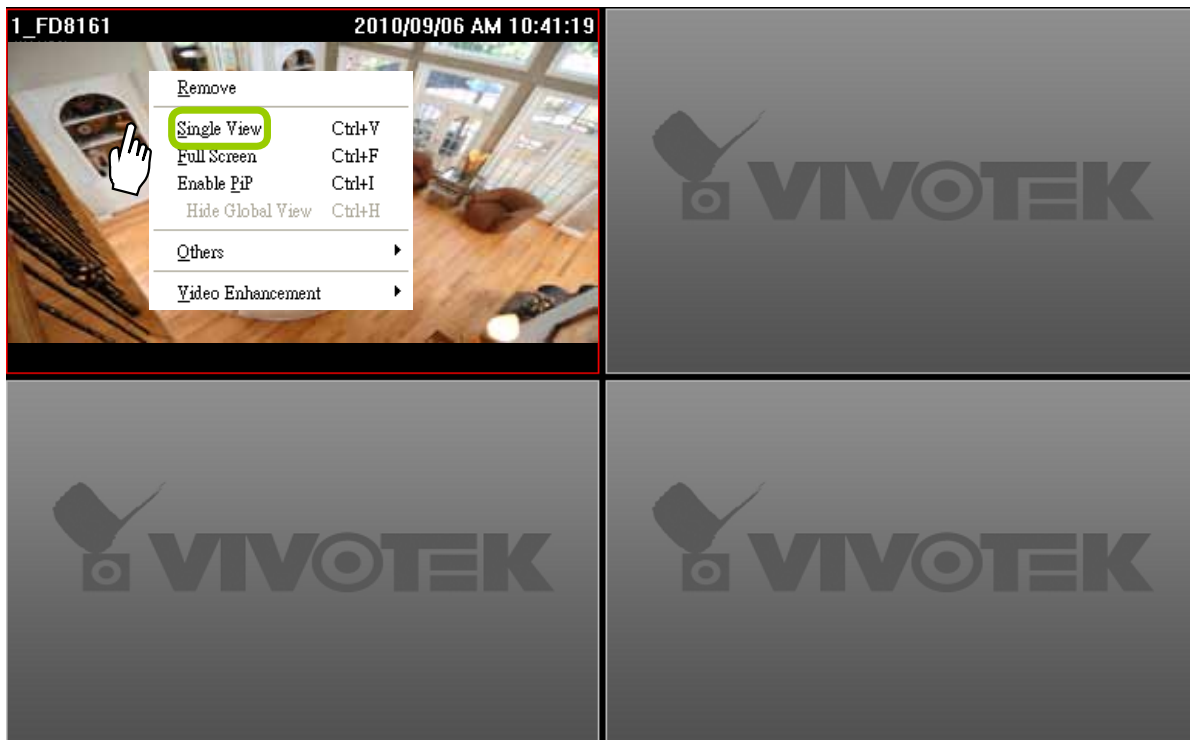 1_FD8161 2010/09/06 AM 10:41:19
Remove
Single View Ctrl+V
Full Screen Ctrl+F
Enable PiP Ctrl+I
Hide Global View Ctrl+H
Others
Video Enhancement
VIVOTEK
VIVOTEK
VIVOTEK